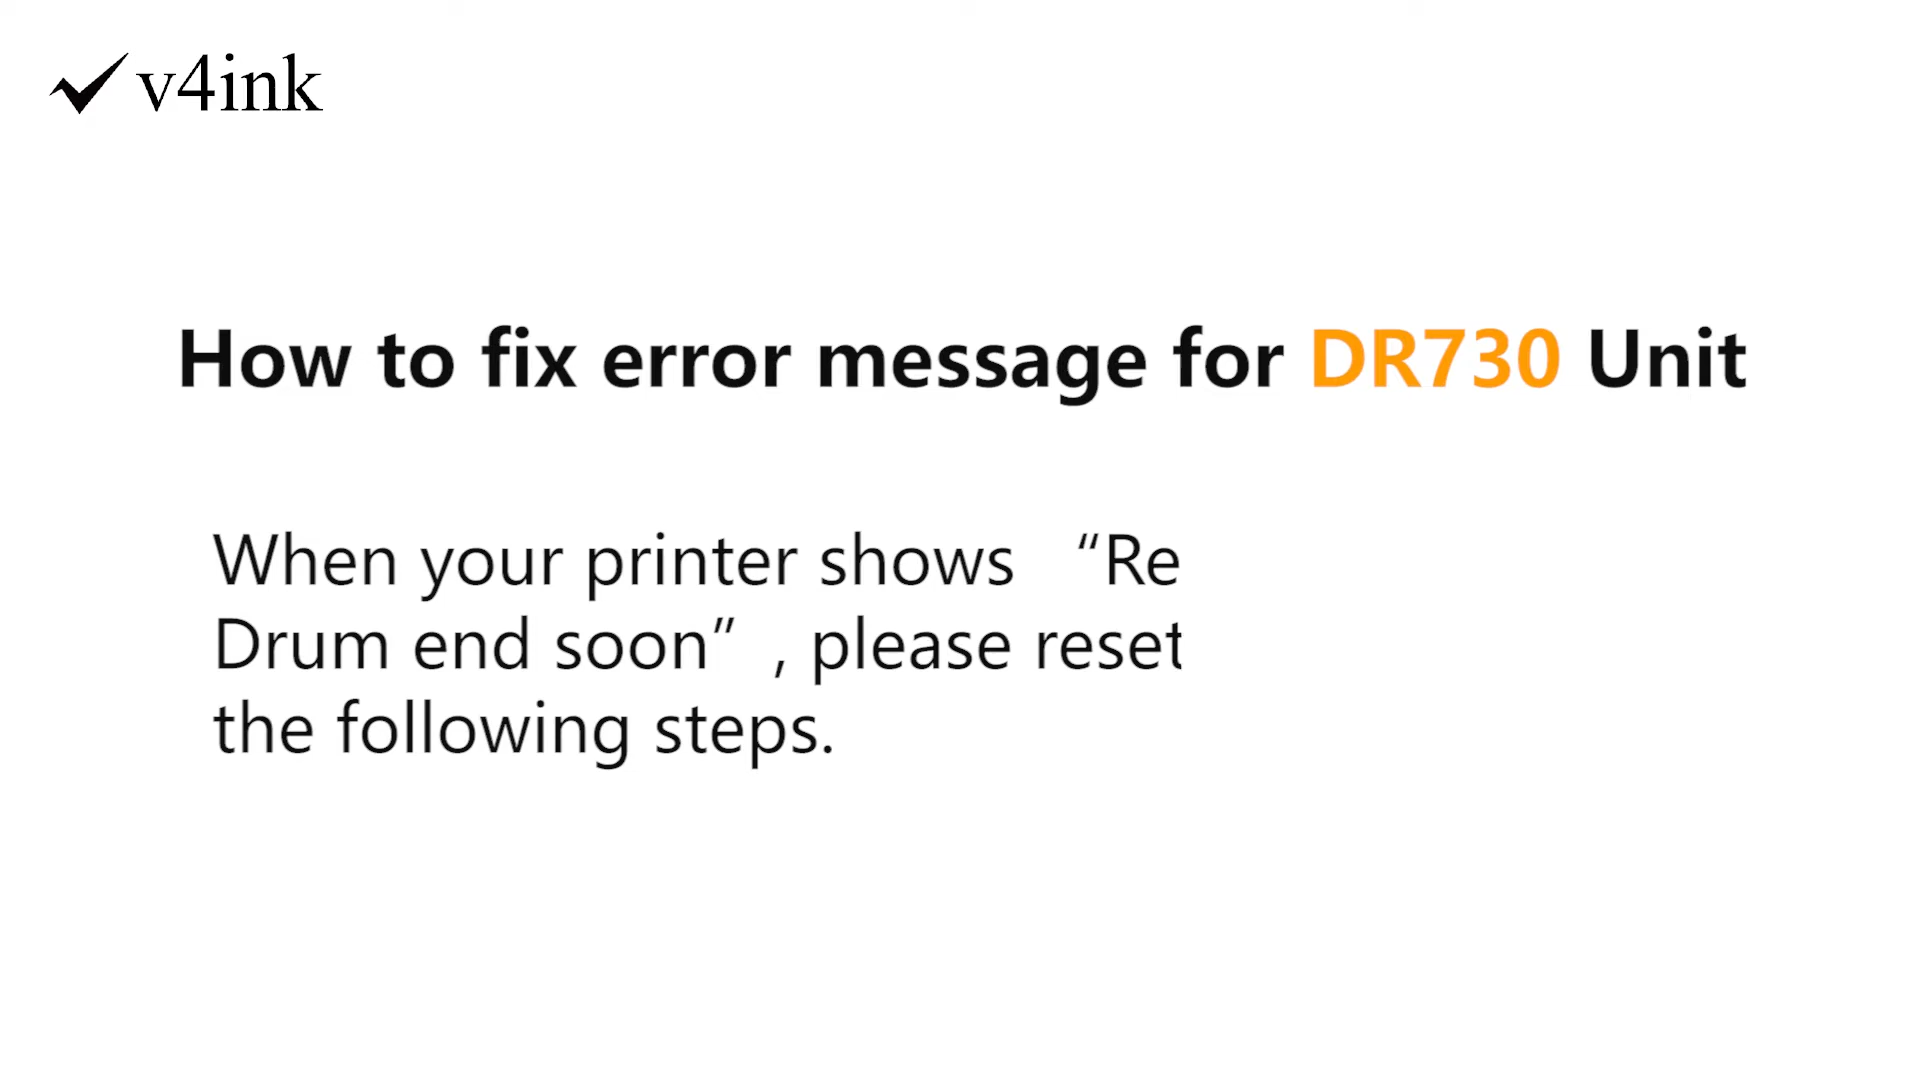 v4ink
How to fix error message for DR730 Unit
When your printer shows “Re
Drum end soon”, please reset
the following steps.